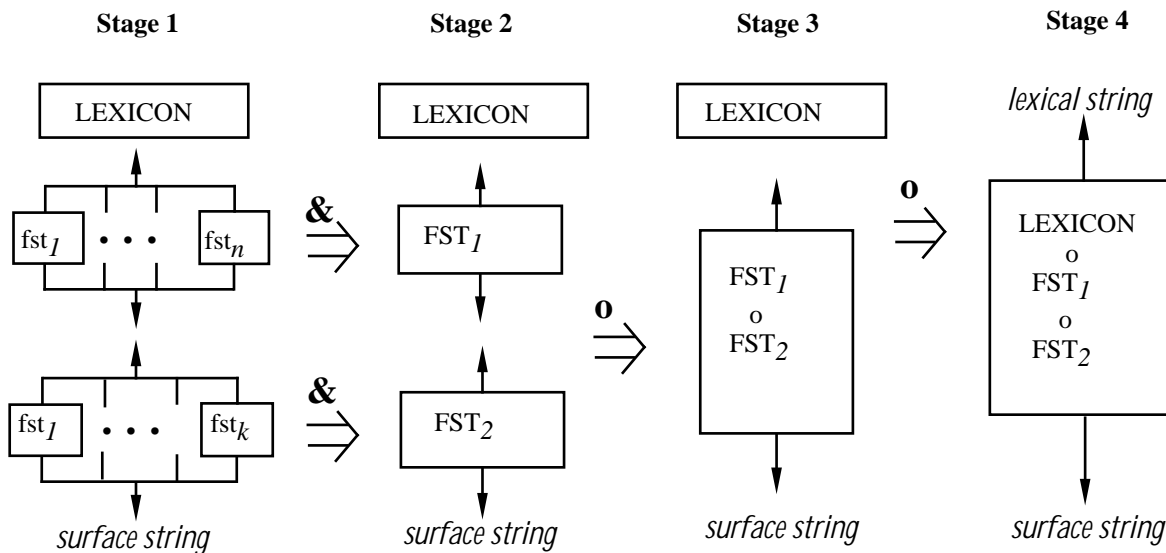 Stage 1
LEXICON
fst1 • • • fstn
fst1 • • • fstk
surface string
&
&
Stage 2
LEXICON
FST1
FST2
surface string
o
Stage 3
LEXICON
FST1
o
FST2
surface string
o
Stage 4
lexical string
LEXICON
o
FST1
o
FST2
surface string